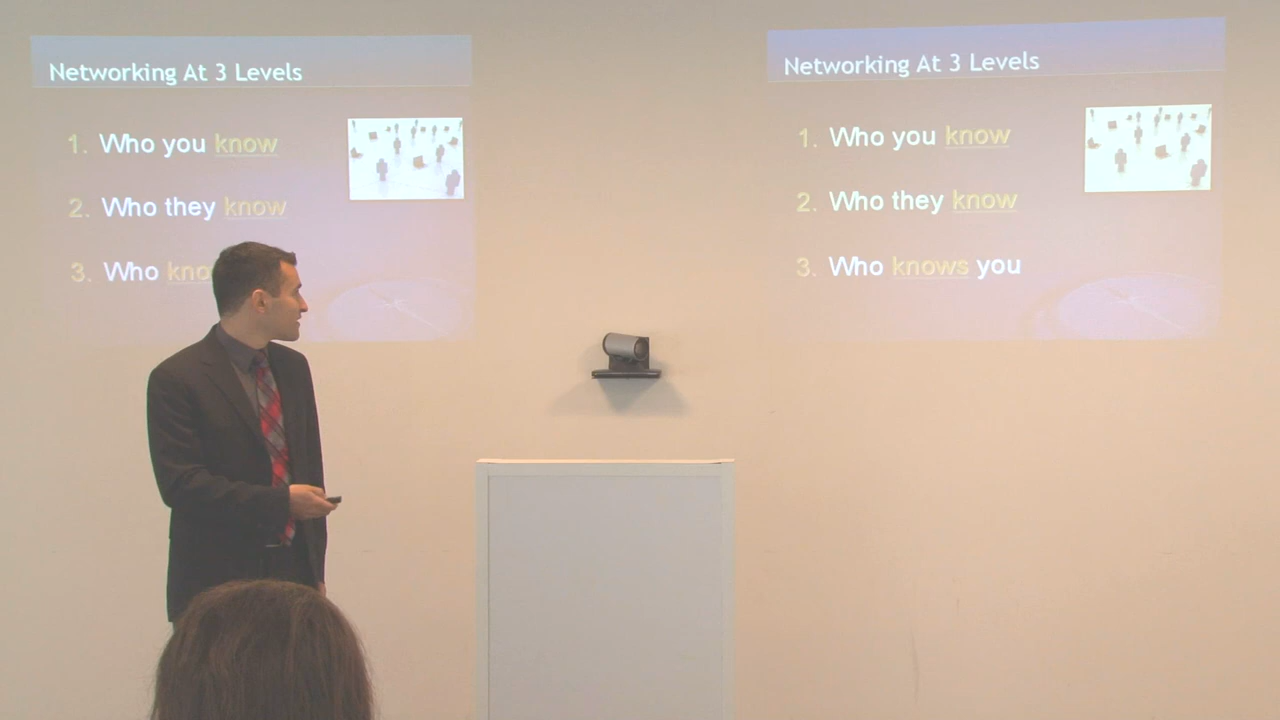 Networking At 3 Levels
1. Who you know
2. Who they know
3. Who kno
Networking At 3 Levels
1. Who you know
2. Who they know
3. Who knows you